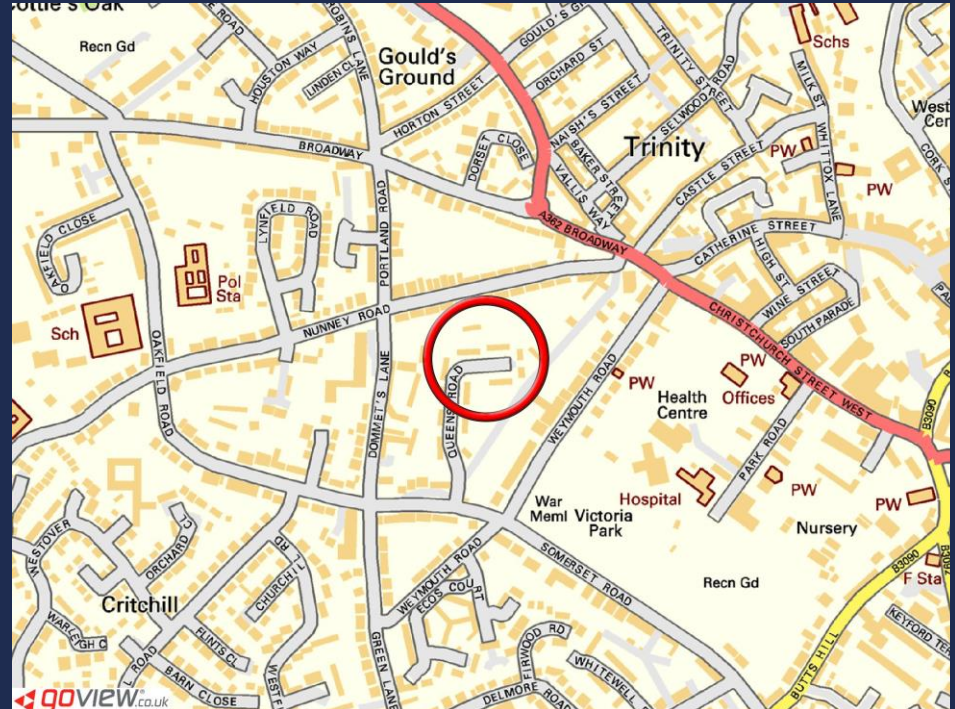 Recn Gd
HOUSTON WAY
LINDEN CL
ROBINS LANE
Gould's
Ground
HORTON STREET
ORCHARD ST
NAISH'S STREET
TRINITY STREET
SELWOOD ROAD
Schs
MILK ST
WHITTOX LANE
CORK S
West
Cen
BROADWAY
DORSET CLOSE
BAKER STREET
VALLIS WAY
Trinity
CASTLE STREET
PW
PW
A362 BROADWAY
CATHERINE STREET
HIGH ST
WINE STREET
SOUTH PARADE
OAKFIELD CLOSE
Pol
Sta
LYNFIELD ROAD
PORTLAND ROAD
Sch
NUNNEY ROAD
OAKFIELD ROAD
DOMMET'S LANE
QUEENS ROAD
WEYMOUTH ROAD
PW
Health
Centre
PW
Offices
CHRISTCHURCH STREET WEST
B3090
PARK ROAD
Hospital
PW
PW
War
Meml
Victoria
Park
Nursery
SOMERSET ROAD
Recn Gd
B3090
F Sta
WESTOVER
ORCHARD CL
CHURCHILL RD
Critchill
WEYMOUTH ROAD
ECOS COURT
GREEN LANE
FIRWOOD RD
WHITEWELL
DELMORE ROAD
BUTTS HILL
KEYFORD TER
FLINTS CL
BARN CLOSE
ROAD
WEST
goview.co.uk